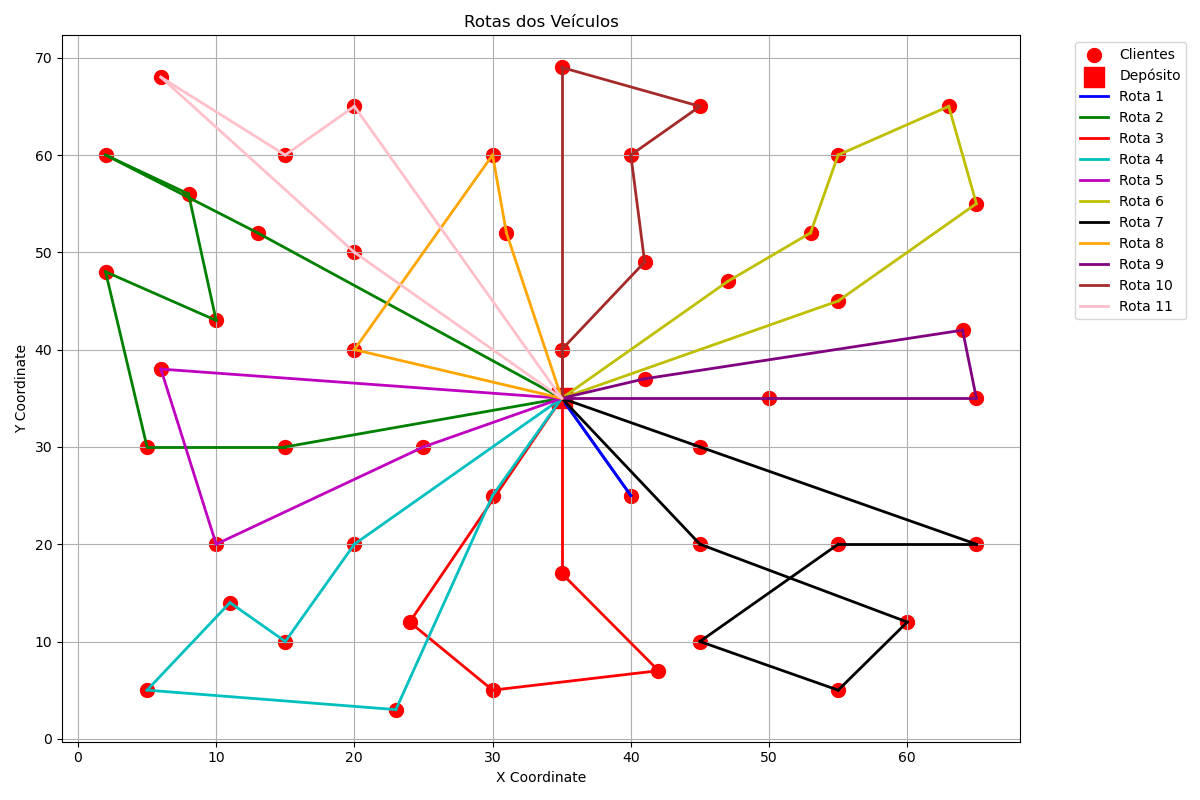 Rotas dos Veículos
Y Coordinate
70
60
50
40
30
20
10
0
0 10 20 30 40 50 60
X Coordinate
Clientes
Depósito
Rota 1
Rota 2
Rota 3
Rota 4
Rota 5
Rota 6
Rota 7
Rota 8
Rota 9
Rota 10
Rota 11